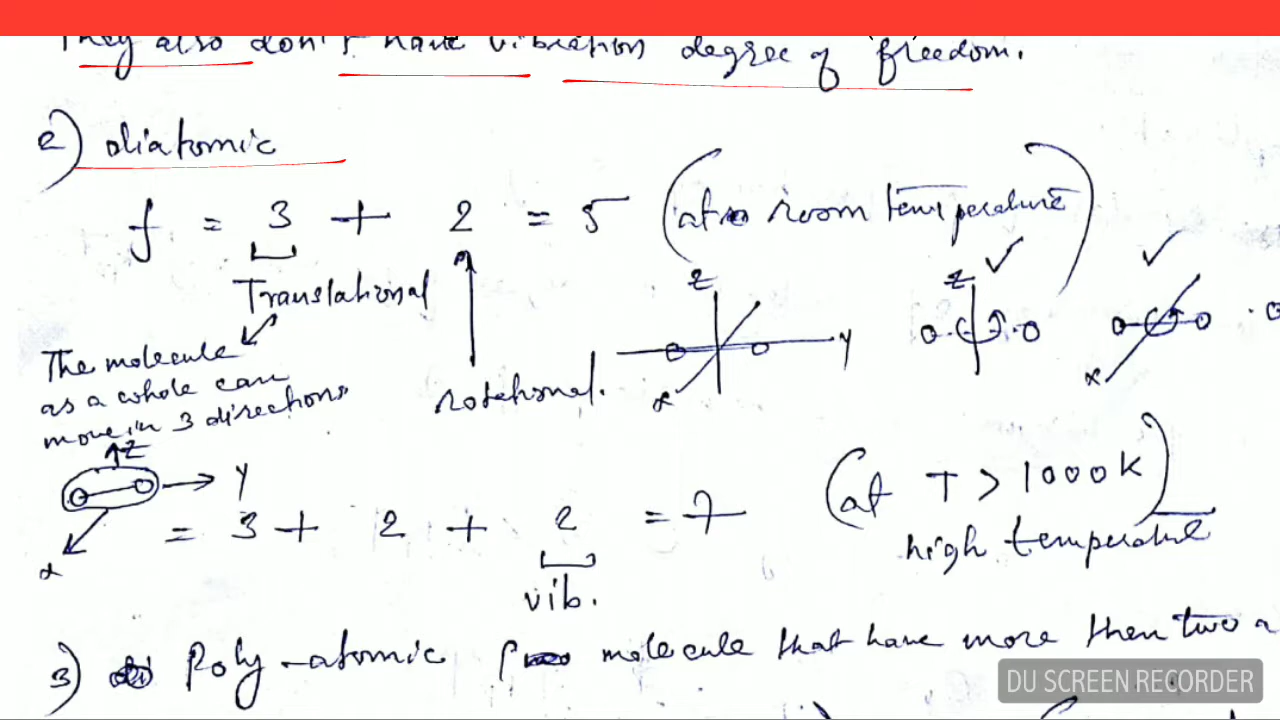 They also don't have vibration degree of freedom.
2) diatomic
f = 3 + 2 = 5 (at room temperature)
Translational
rotational.
The molecule
as a whole can
move in 3 directions
Z
Y
x
Z
x
Z
Y
x
= 3 + 2 + 2 = 7 (at T > 1000K)
high temperature
vib.
3) Poly-atomic molecule that have more then two a
DU SCREEN RECORDER